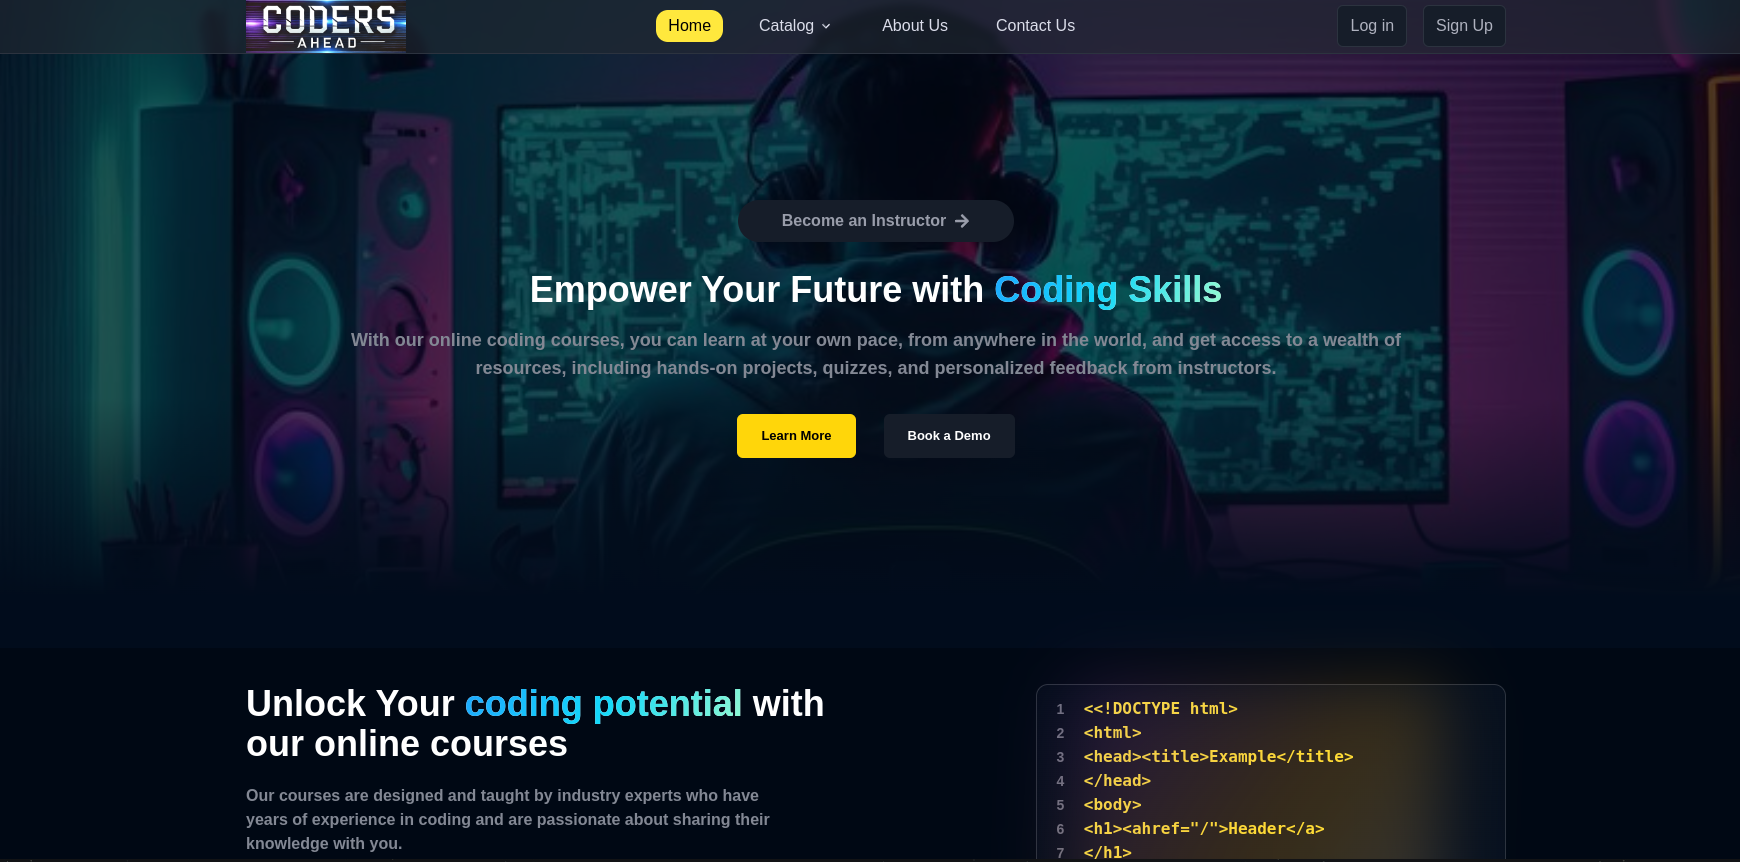 CODERS
AHEAD
Home
Catalog
About Us
Contact Us
Log in
Sign Up
Become an Instructor
Empower Your Future with Coding Skills
With our online coding courses, you can learn at your own pace, from anywhere in the world, and get access to a wealth of
resources, including hands-on projects, quizzes, and personalized feedback from instructors.
Learn More
Book a Demo
Unlock Your coding potential with
our online courses
Our courses are designed and taught by industry experts who have
years of experience in coding and are passionate about sharing their
knowledge with you.
1 <<!DOCTYPE html>
2 <html>
3 <head><title>Example</title>
4 </head>
5 <body>
6 <h1><ahref="/">Header</a>
7 </h1>